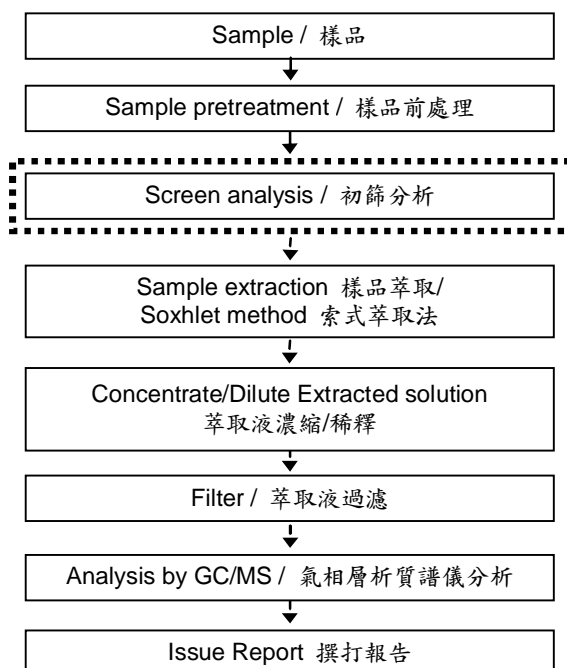 Sample / 樣品
Sample pretreatment / 樣品前處理
Screen analysis / 初篩分析
Sample extraction 樣品萃取/
Soxhlet method 索式萃取法
Concentrate/Dilute Extracted solution
萃取液濃縮/稀釋
Filter / 萃取液過濾
Analysis by GC/MS / 氣相層析質譜儀分析
Issue Report 撰打報告